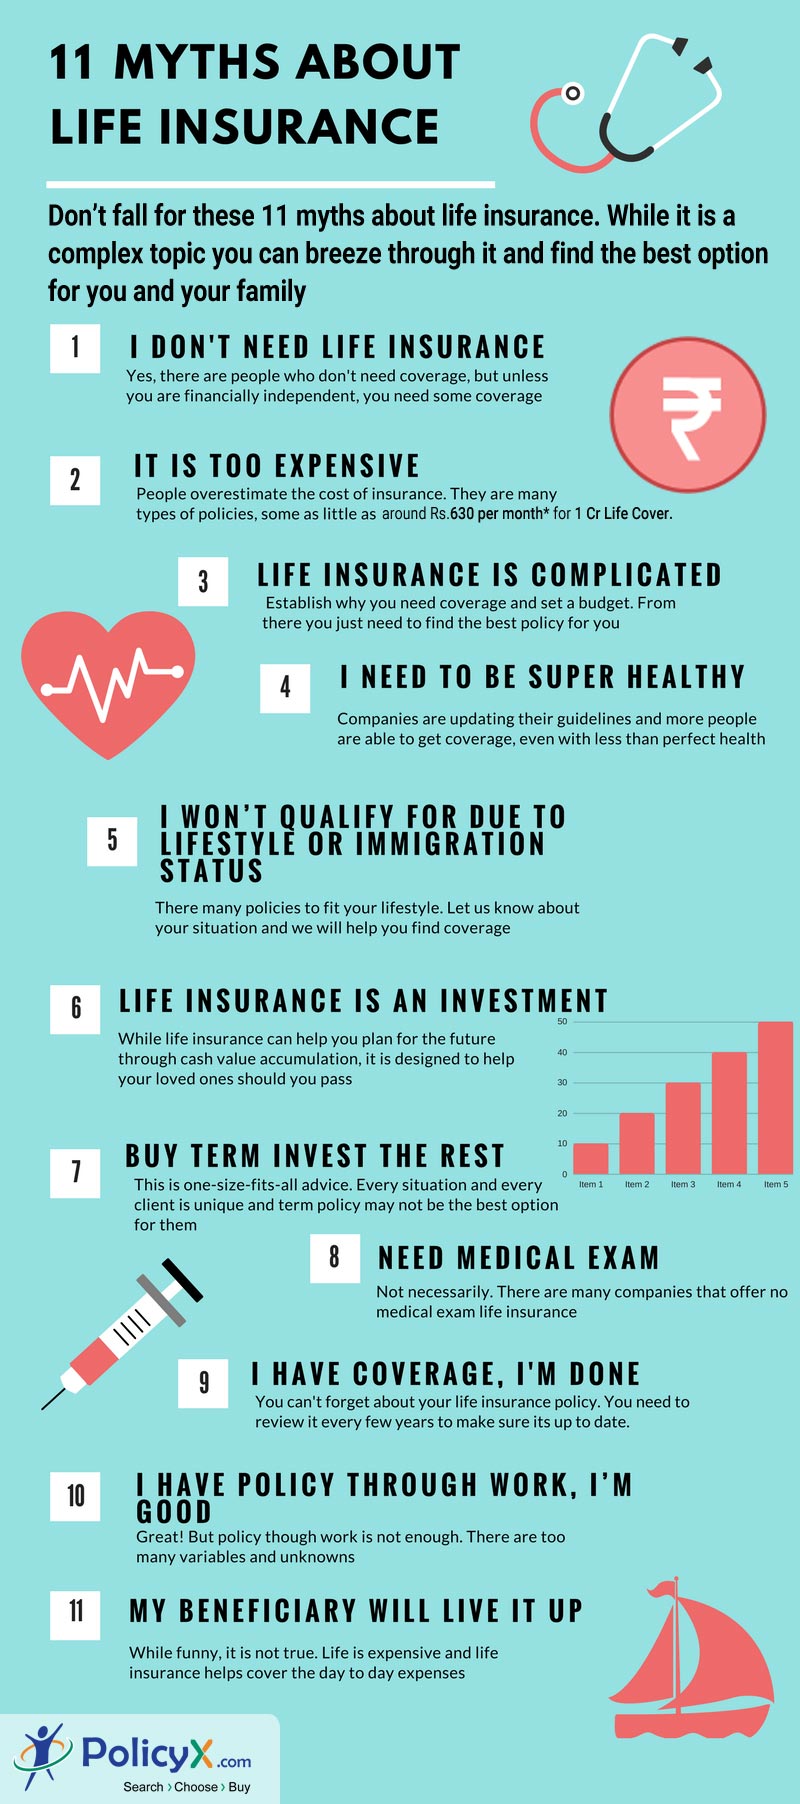 11 MYTHS ABOUT
LIFE INSURANCE
Don't fall for these 11 myths about life insurance. While it is a
complex topic you can breeze through it and find the best option
for you and your family
1
I DON'T NEED LIFE INSURANCE
Yes, there are people who don't need coverage, but unless
you are financially independent, you need some coverage
₹
2
IT IS TOO EXPENSIVE
People overestimate the cost of insurance. They are many
types of policies, some as little as around Rs.630 per month* for 1 Cr Life Cover.
3
LIFE INSURANCE IS COMPLICATED
Establish why you need coverage and set a budget. From
there you just need to find the best policy for you
4
I NEED TO BE SUPER HEALTHY
Companies are updating their guidelines and more people
are able to get coverage, even with less than perfect health
5
I WON'T QUALIFY FOR DUE TO
LIFESTYLE OR IMMIGRATION
STATUS
There many policies to fit your lifestyle. Let us know about
your situation and we will help you find coverage
6
LIFE INSURANCE IS AN INVESTMENT
While life insurance can help you plan for the future
through cash value accumulation, it is designed to help
your loved ones should you pass
50
40
30
20
10
0
Item 1 Item 2 Item 3 Item 4 Item 5
7
BUY TERM INVEST THE REST
This is one-size-fits-all advice. Every situation and every
client is unique and term policy may not be the best option
for them
8
NEED MEDICAL EXAM
Not necessarily. There are many companies that offer no
medical exam life insurance
9
I HAVE COVERAGE, I'M DONE
You can't forget about your life insurance policy. You need to
review it every few years to make sure its up to date.
10
I HAVE POLICY THROUGH WORK, I'M
GOOD
Great! But policy though work is not enough. There are too
many variables and unknowns
11
MY BENEFICIARY WILL LIVE IT UP
While funny, it is not true. Life is expensive and life
insurance helps cover the day to day expenses
PolicyX.com
Search › Choose › Buy